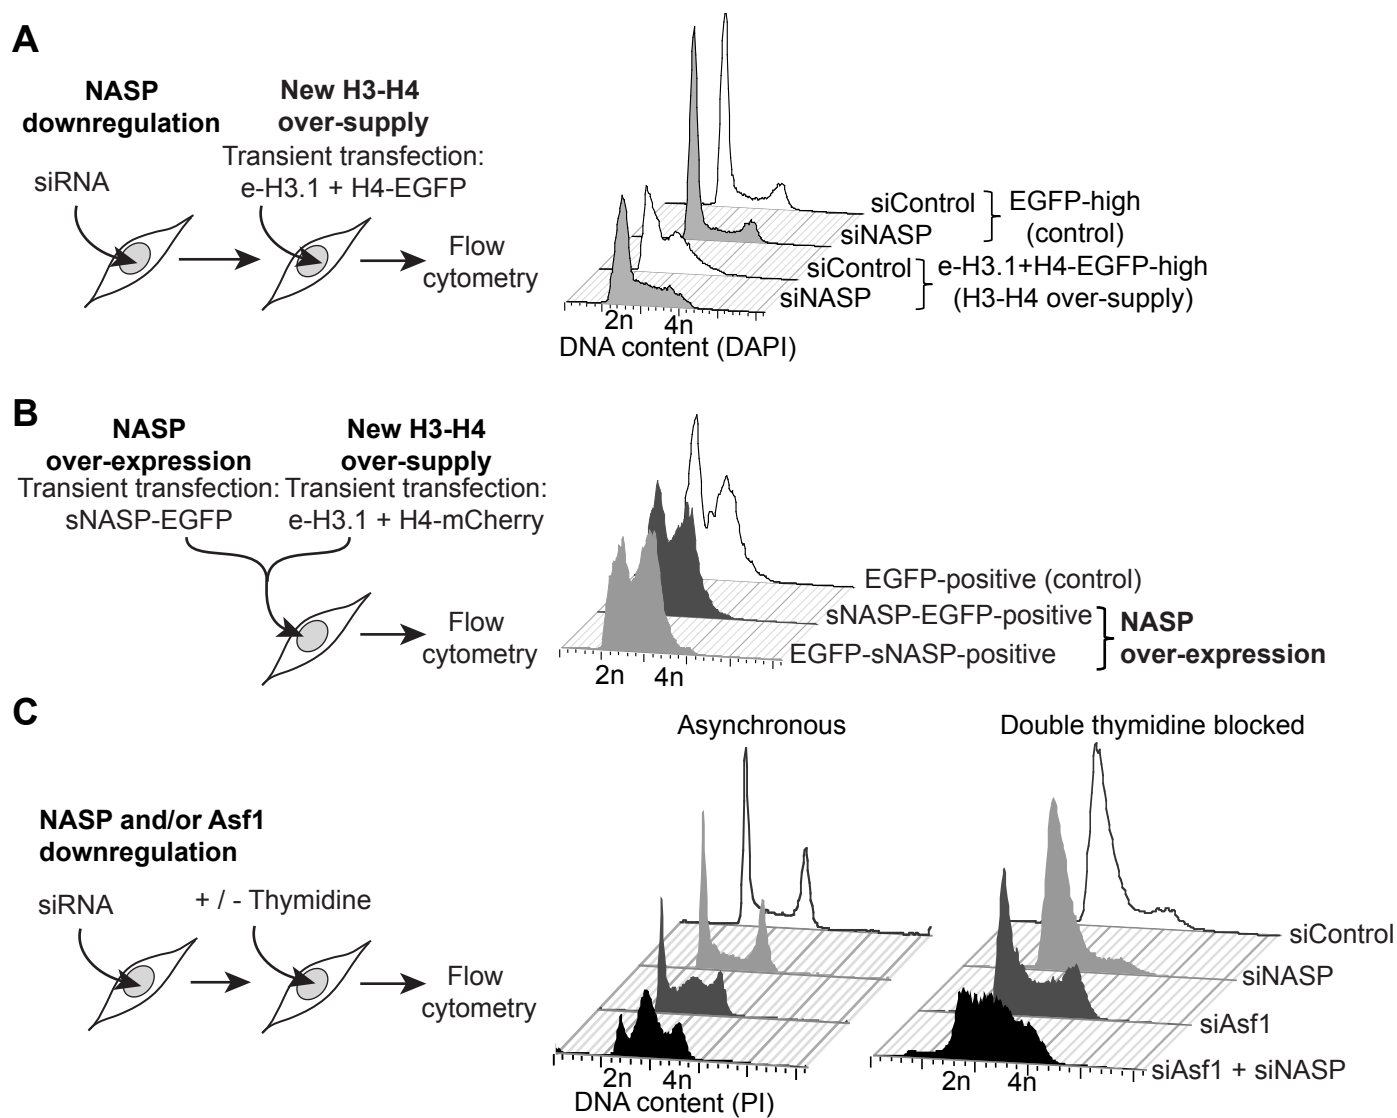 A
NASP
downregulation
New H3-H4
over-supply
Transient transfection:
e-H3.1 + H4-EGFP
siRNA
Flow
cytometry
siControl
siNASP
EGFP-high
(control)
siControl
siNASP
e-H3.1+H4-EGFP-high
(H3-H4 over-supply)
2n
4n
DNA content (DAPI)
B
NASP
over-expression
New H3-H4
over-supply
Transient transfection:
sNASP-EGFP
Transient transfection:
e-H3.1 + H4-mCherry
Flow
cytometry
EGFP-positive (control)
sNASP-EGFP-positive
EGFP-sNASP-positive
NASP
over-expression
2n
4n
C
Asynchronous
Double thymidine blocked
NASP and/or Asf1
downregulation
siRNA
+ / - Thymidine
Flow
cytometry
siControl
siNASP
siAsf1
siAsf1 + siNASP
2n
4n
2n
4n
DNA content (PI)